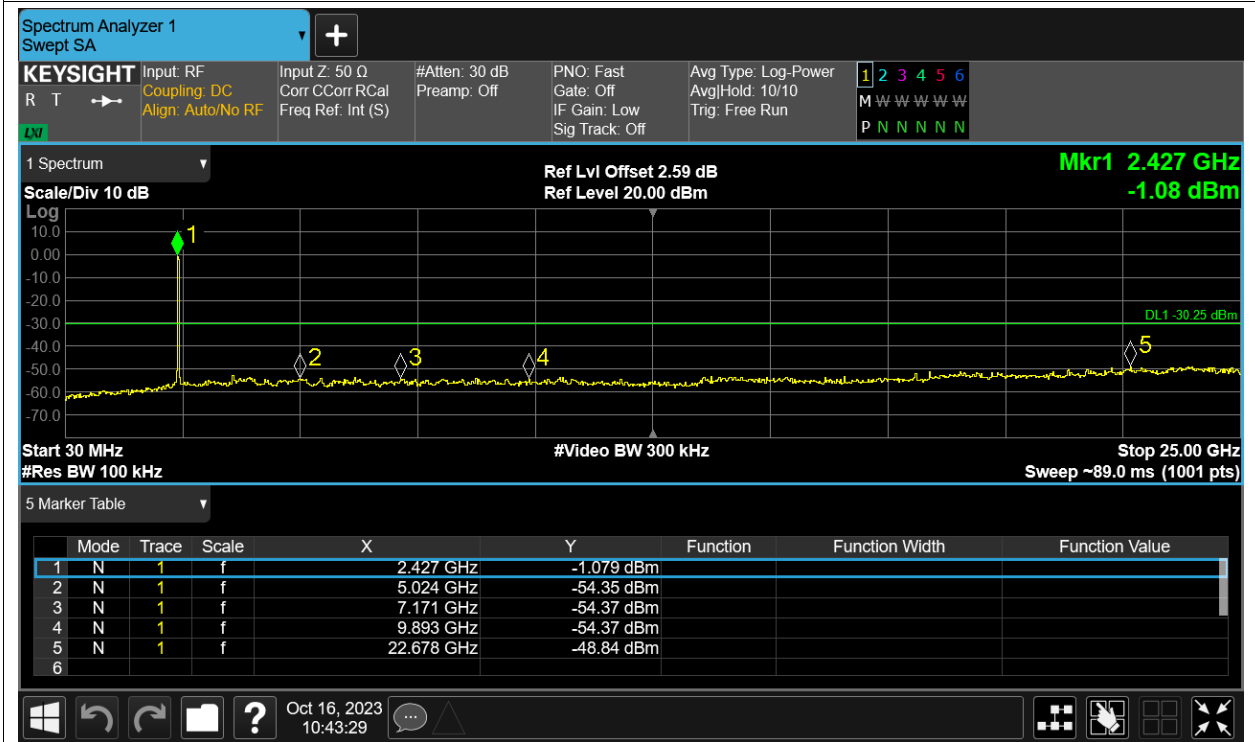 Spectrum Analyzer 1
Swept SA
KEYSIGHT
R T
LXI
Input: RF
Coupling: DC
Align: Auto/No RF
Input Z: 50 Ω
Corr CCorr RCal
Freq Ref: Int (S)
#Atten: 30 dB
Preamp: Off
PNO: Fast
Gate: Off
IF Gain: Low
Sig Track: Off
Avg Type: Log-Power
Avg|Hold: 10/10
Trig: Free Run
1 2 3 4 5 6
M W W W W W
P N N N N N
1 Spectrum
Scale/Div 10 dB
Ref Lvl Offset 2.59 dB
Ref Level 20.00 dBm
Mkr1 2.427 GHz
-1.08 dBm
Log
10.0
0.00
-10.0
-20.0
-30.0
-40.0
-50.0
-60.0
-70.0
1
2
3
4
5
DL1 -30.25 dBm
Start 30 MHz
#Res BW 100 kHz
#Video BW 300 kHz
Stop 25.00 GHz
Sweep ~89.0 ms (1001 pts)
5 Marker Table
Mode Trace Scale X Y Function Function Width Function Value
1 N 1 f 2.427 GHz -1.079 dBm
2 N 1 f 5.024 GHz -54.35 dBm
3 N 1 f 7.171 GHz -54.37 dBm
4 N 1 f 9.893 GHz -54.37 dBm
5 N 1 f 22.678 GHz -48.84 dBm
6
?
Oct 16, 2023
10:43:29